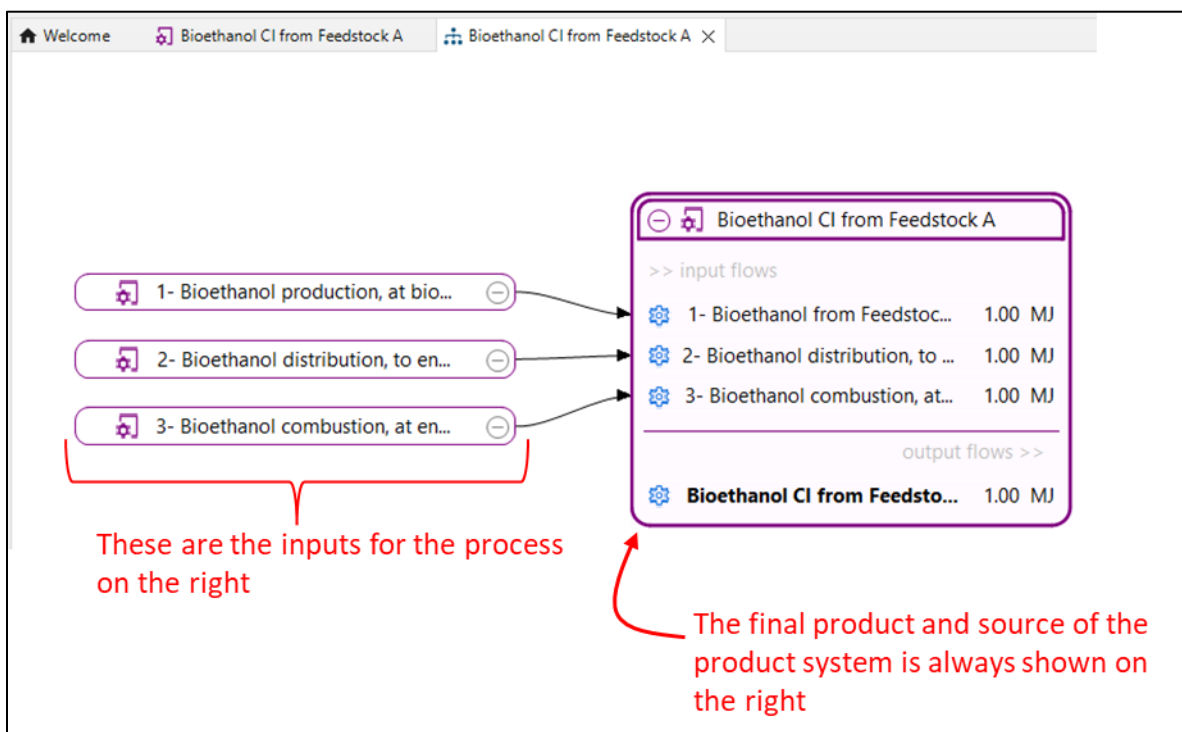 Welcome
Bioethanol CI from Feedstock A
Bioethanol CI from Feedstock A
Bioethanol CI from Feedstock A
>> input flows
1- Bioethanol production, at bio...
1- Bioethanol from Feedstoc... 1.00 MJ
2- Bioethanol distribution, to en...
2- Bioethanol distribution, to ... 1.00 MJ
3- Bioethanol combustion, at en...
3- Bioethanol combustion, at... 1.00 MJ
output flows >>
Bioethanol CI from Feedsto... 1.00 MJ
These are the inputs for the process
on the right
The final product and source of the
product system is always shown on
the right